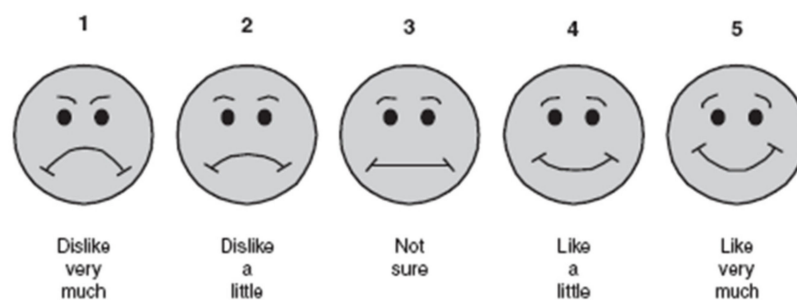 1 2 3 4 5
Dislike very much
Dislike a little
Not sure
Like a little
Like very much